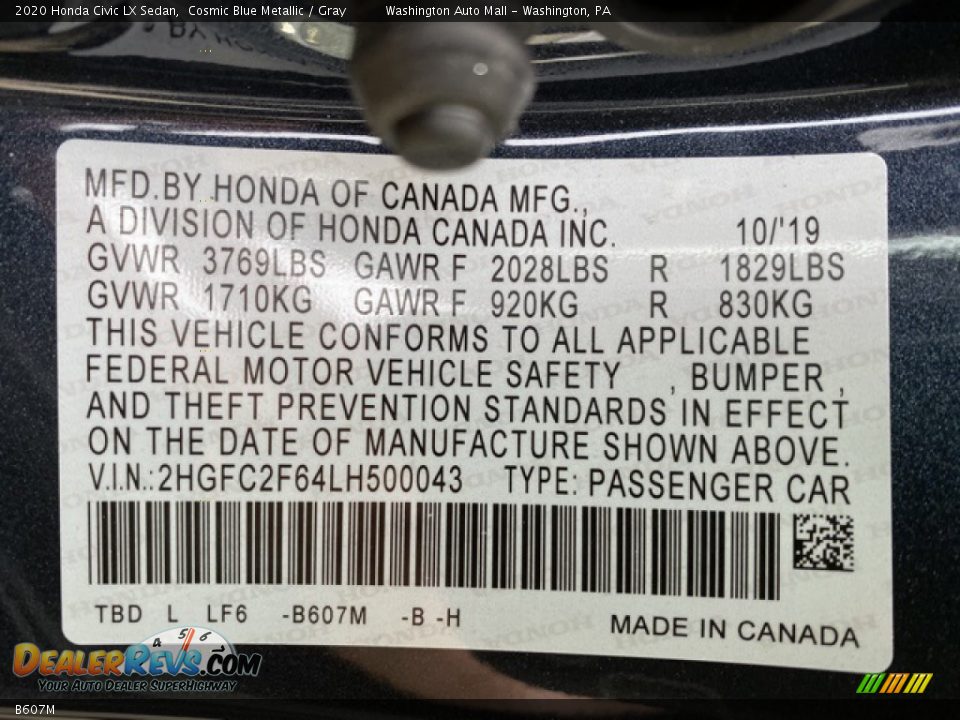 2020 Honda Civic LX Sedan, Cosmic Blue Metallic / Gray Washington Auto Mall - Washington, PA
MFD.BY HONDA OF CANADA MFG.,
A DIVISION OF HONDA CANADA INC. 10/'19
GVWR 3769LBS GAWR F 2028LBS R 1829LBS
GVWR 1710KG GAWR F 920KG R 830KG
THIS VEHICLE CONFORMS TO ALL APPLICABLE
FEDERAL MOTOR VEHICLE SAFETY , BUMPER ,
AND THEFT PREVENTION STANDARDS IN EFFECT
ON THE DATE OF MANUFACTURE SHOWN ABOVE.
V.I.N.:2HGFC2F64LH500043 TYPE: PASSENGER CAR
TBD L LF6 -B607M -B -H
MADE IN CANADA
4 5 6
DEALERREVS.COM
YOUR AUTO DEALER SUPERHIGHWAY
B607M